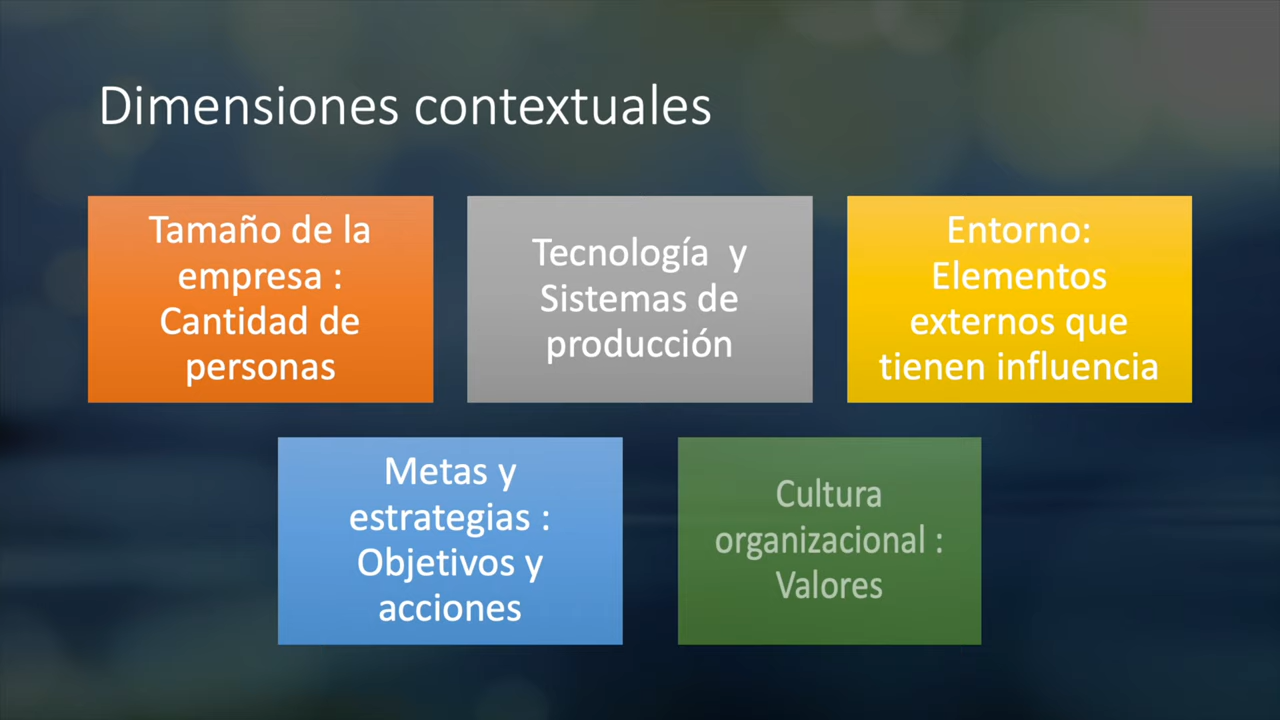 Dimensiones contextuales
Tamaño de la
empresa :
Cantidad de
personas
Tecnología  y
Sistemas de
producción
Entorno:
Elementos
externos que
tienen influencia
Metas y
estrategias :
Objetivos y
acciones
Cultura
organizacional :
Valores